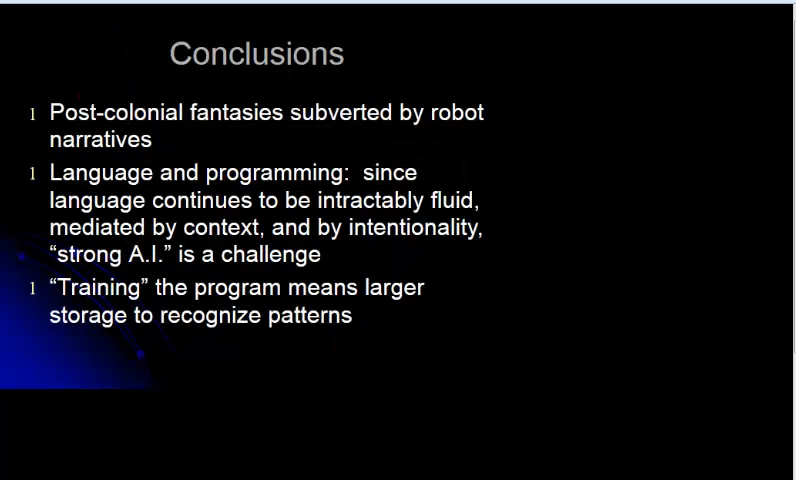 Conclusions
l Post-colonial fantasies subverted by robot
narratives
l Language and programming:  since
language continues to be intractably fluid,
mediated by context, and by intentionality,
“strong A.I.” is a challenge
l “Training” the program means larger
storage to recognize patterns